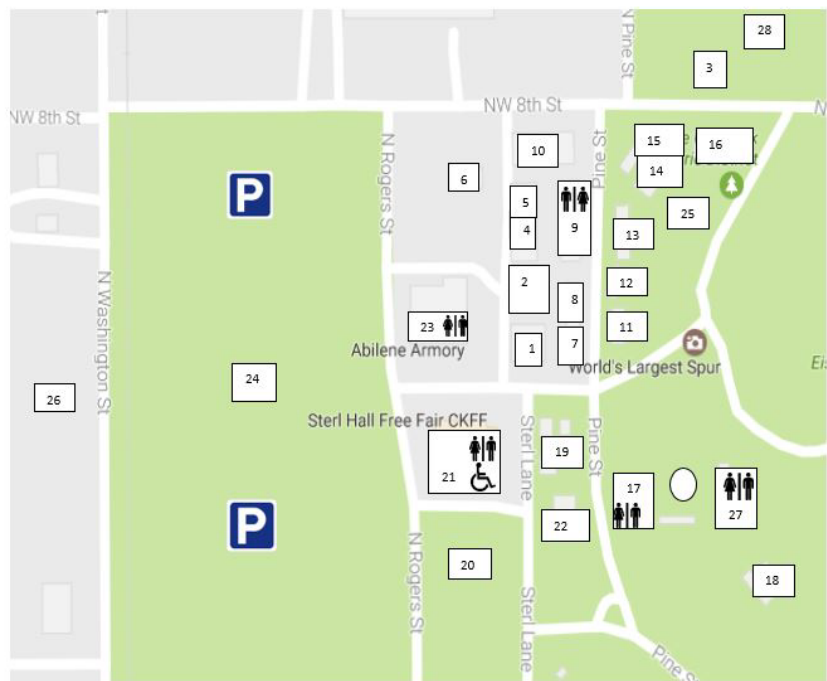 28
3
N Pine St
NW 8th St
NW 8th St
N
15
16
14
10
P
6
5
4
9
Pine St
N Rogers St
25
13
2
8
12
11
23
Abilene Armory
1
7
World's Largest Spur
Eis
N Washington St
24
26
Sterl Hall Free Fair CKFF
21
Sterl Lane
19
Pine St
17
27
P
22
20
18
N Rogers St
Sterl Lane
Pine St